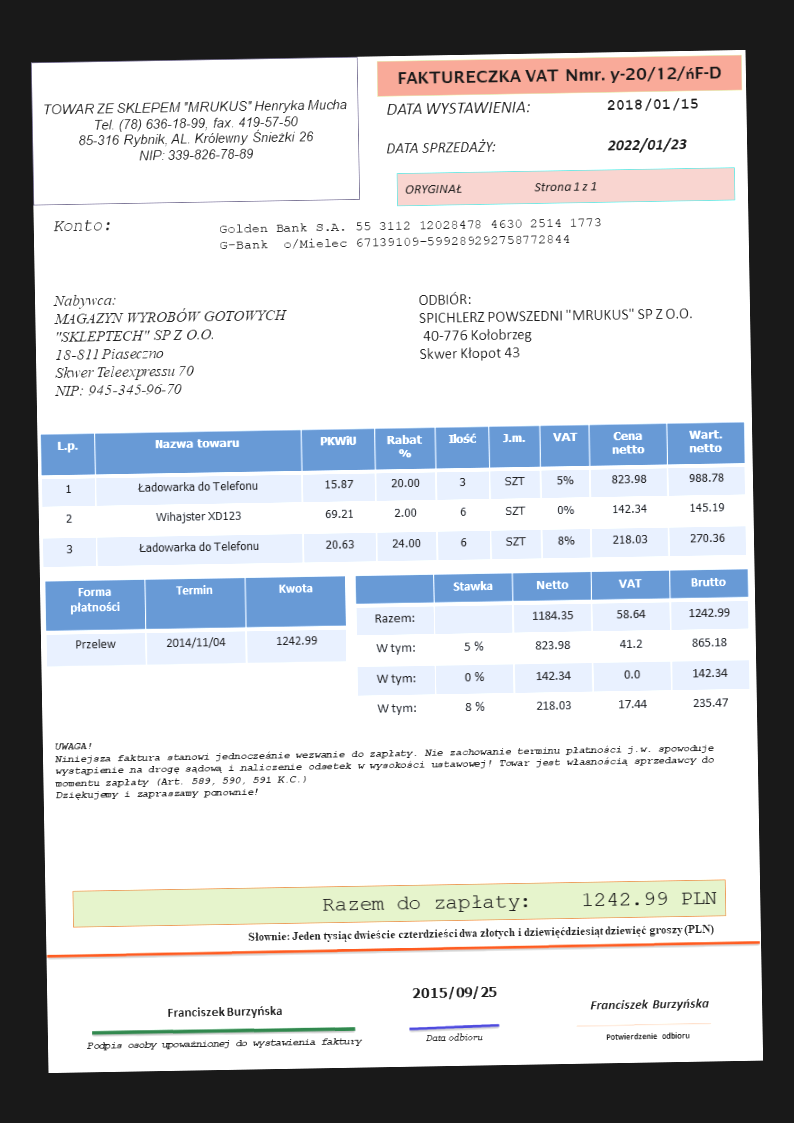 FAKTURECZKA VAT Nmr. y-20/12/ńF-D
TOWAR ZE SKLEPEM "MRUKUS" Henryka Mucha
Tel. (78) 636-18-99, fax. 419-57-50
85-316 Rybnik, AL. Królewny Śnieżki 26
NIP: 339-826-78-89
DATA WYSTAWIENIA: 2018/01/15
DATA SPRZEDAŻY: 2022/01/23
ORYGINAŁ Strona 1 z 1
Konto: Golden Bank S.A. 55 3112 12028478 4630 2514 1773
G-Bank o/Mielec 67139109-599289292758772844
Nabywca:
MAGAZYN WYROBÓW GOTOWYCH
"SKLEPTECH" SP Z O.O.
18-811 Piaseczno
Skwer Teleexpressu 70
NIP: 945-345-96-70
ODBIÓR:
SPICHLERZ POWSZEDNI "MRUKUS" SP Z O.O.
40-776 Kołobrzeg
Skwer Kłopot 43
L.p. Nazwa towaru PKWiU Rabat % Ilość J.m. VAT Cena netto Wart. netto
1 Ładowarka do Telefonu 15.87 20.00 3 SZT 5% 823.98 988.78
2 Wihajster XD123 69.21 2.00 6 SZT 0% 142.34 145.19
3 Ładowarka do Telefonu 20.63 24.00 6 SZT 8% 218.03 270.36
Forma płatności Termin Kwota
Przelew 2014/11/04 1242.99
Stawka Netto VAT Brutto
Razem: 1184.35 58.64 1242.99
W tym: 5 % 823.98 41.2 865.18
W tym: 0 % 142.34 0.0 142.34
W tym: 8 % 218.03 17.44 235.47
UWAGA!
Niniejsza faktura stanowi jednocześnie wezwanie do zapłaty. Nie zachowanie terminu płatności j.w. spowoduje
wystąpienie na drogę sądową i naliczenie odsetek w wysokości ustawowej! Towar jest własnością sprzedawcy do
momentu zapłaty (Art. 589, 590, 591 K.C.)
Dziękujemy i zapraszamy ponownie!
Razem do zapłaty: 1242.99 PLN
Słownie: Jeden tysiąc dwieście czterdzieści dwa złotych i dziewięćdziesiąt dziewięć groszy (PLN)
Franciszek Burzyńska
Podpis osoby upoważnionej do wystawienia faktury
2015/09/25
Data odbioru
Franciszek Burzyńska
Potwierdzenie odbioru